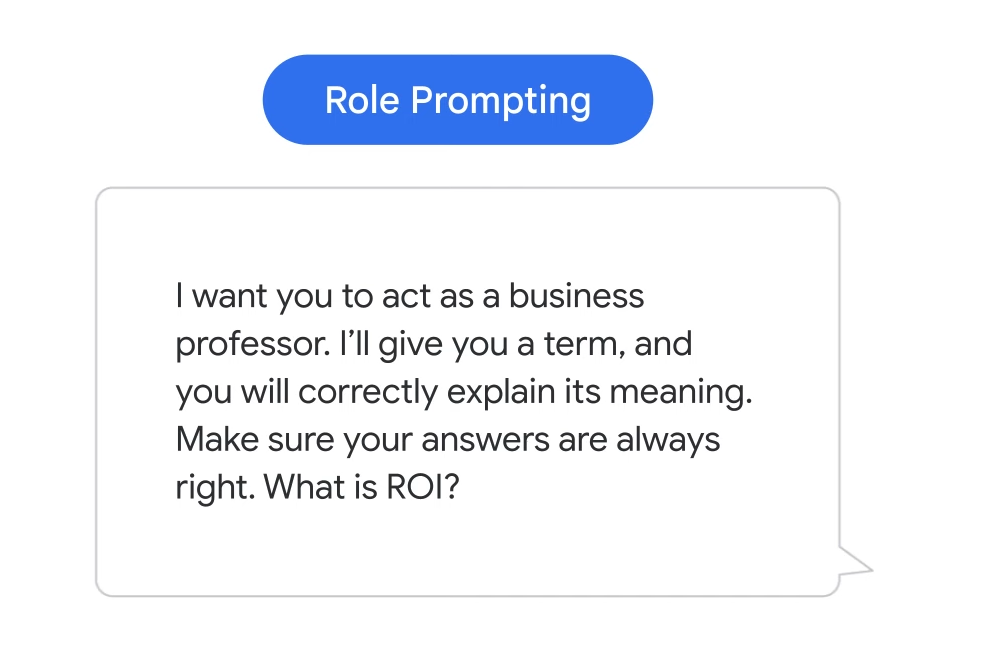 Role Prompting
I want you to act as a business
professor. I’ll give you a term, and
you will correctly explain its meaning.
Make sure your answers are always
right. What is ROI?